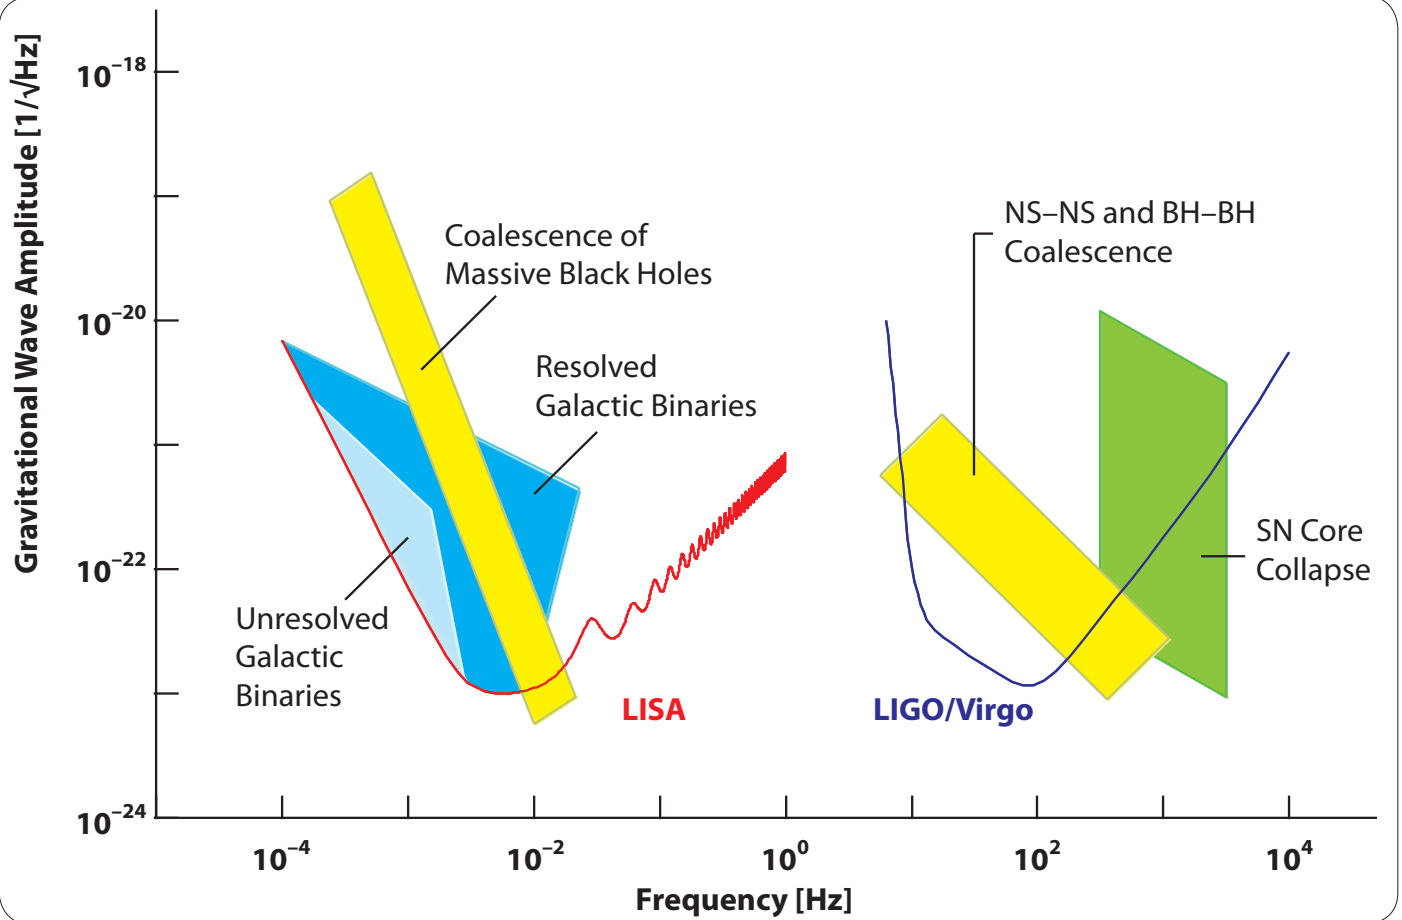 Gravitational Wave Amplitude [1/√Hz]
10⁻¹⁸
10⁻²⁰
10⁻²²
10⁻²⁴
Coalescence of
Massive Black Holes
Resolved
Galactic Binaries
Unresolved
Galactic
Binaries
LISA
NS–NS and BH–BH
Coalescence
SN Core
Collapse
LIGO/Virgo
10⁻⁴
10⁻²
10⁰
10²
10⁴
Frequency [Hz]